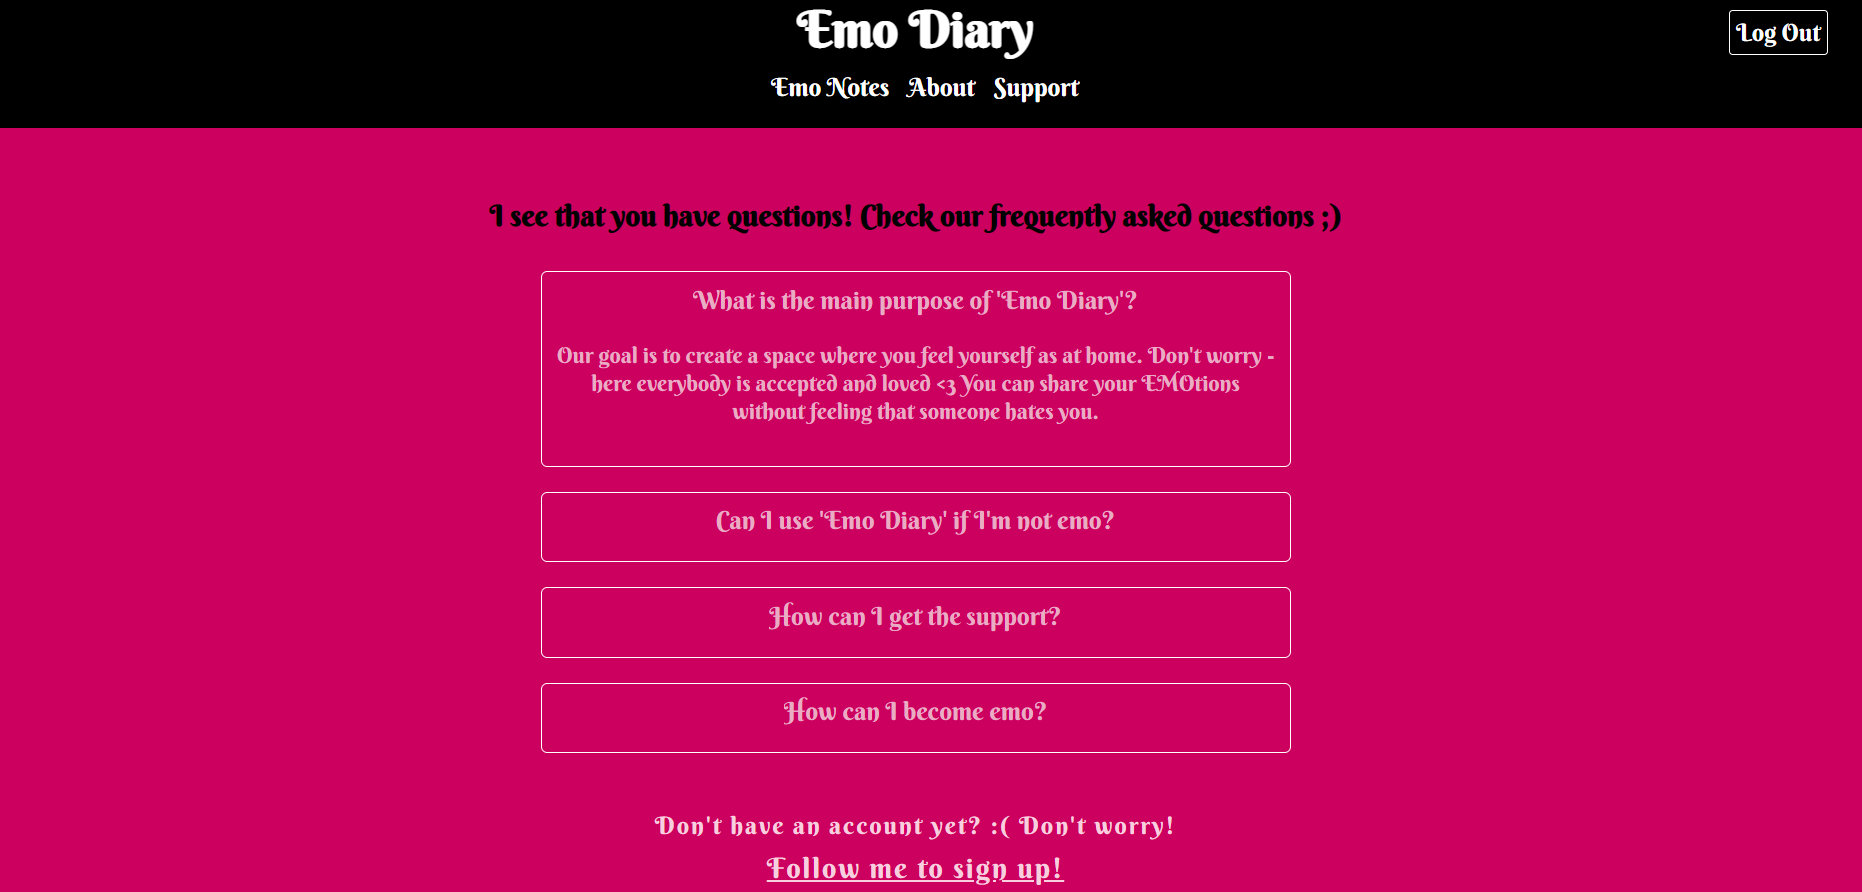 Emo Diary
Log Out
Emo Notes About Support
I see that you have questions! Check our frequently asked questions ;)
What is the main purpose of 'Emo Diary'?
Our goal is to create a space where you feel yourself as at home. Don't worry -
here everybody is accepted and loved <3 You can share your EMOtions
without feeling that someone hates you.
Can I use 'Emo Diary' if I'm not emo?
How can I get the support?
How can I become emo?
Don't have an account yet? :( Don't worry!
Follow me to sign up!